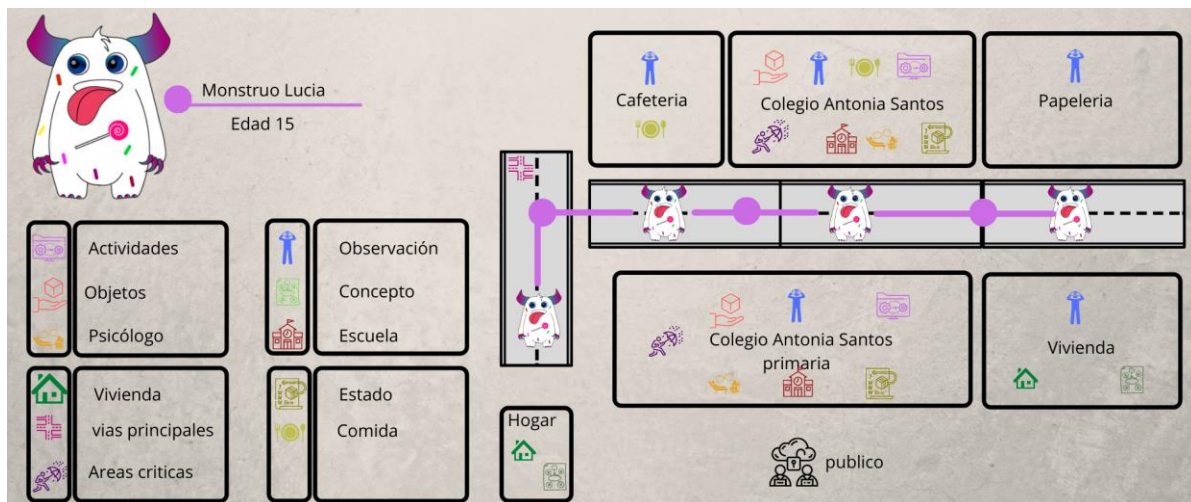 Monstruo Lucia
Edad 15
Cafeteria
Colegio Antonia Santos
Papeleria
Actividades
Objetos
Psicólogo
Observación
Concepto
Escuela
Vivienda
vias principales
Areas criticas
Estado
Comida
Hogar
Colegio Antonia Santos
primaria
Vivienda
publico